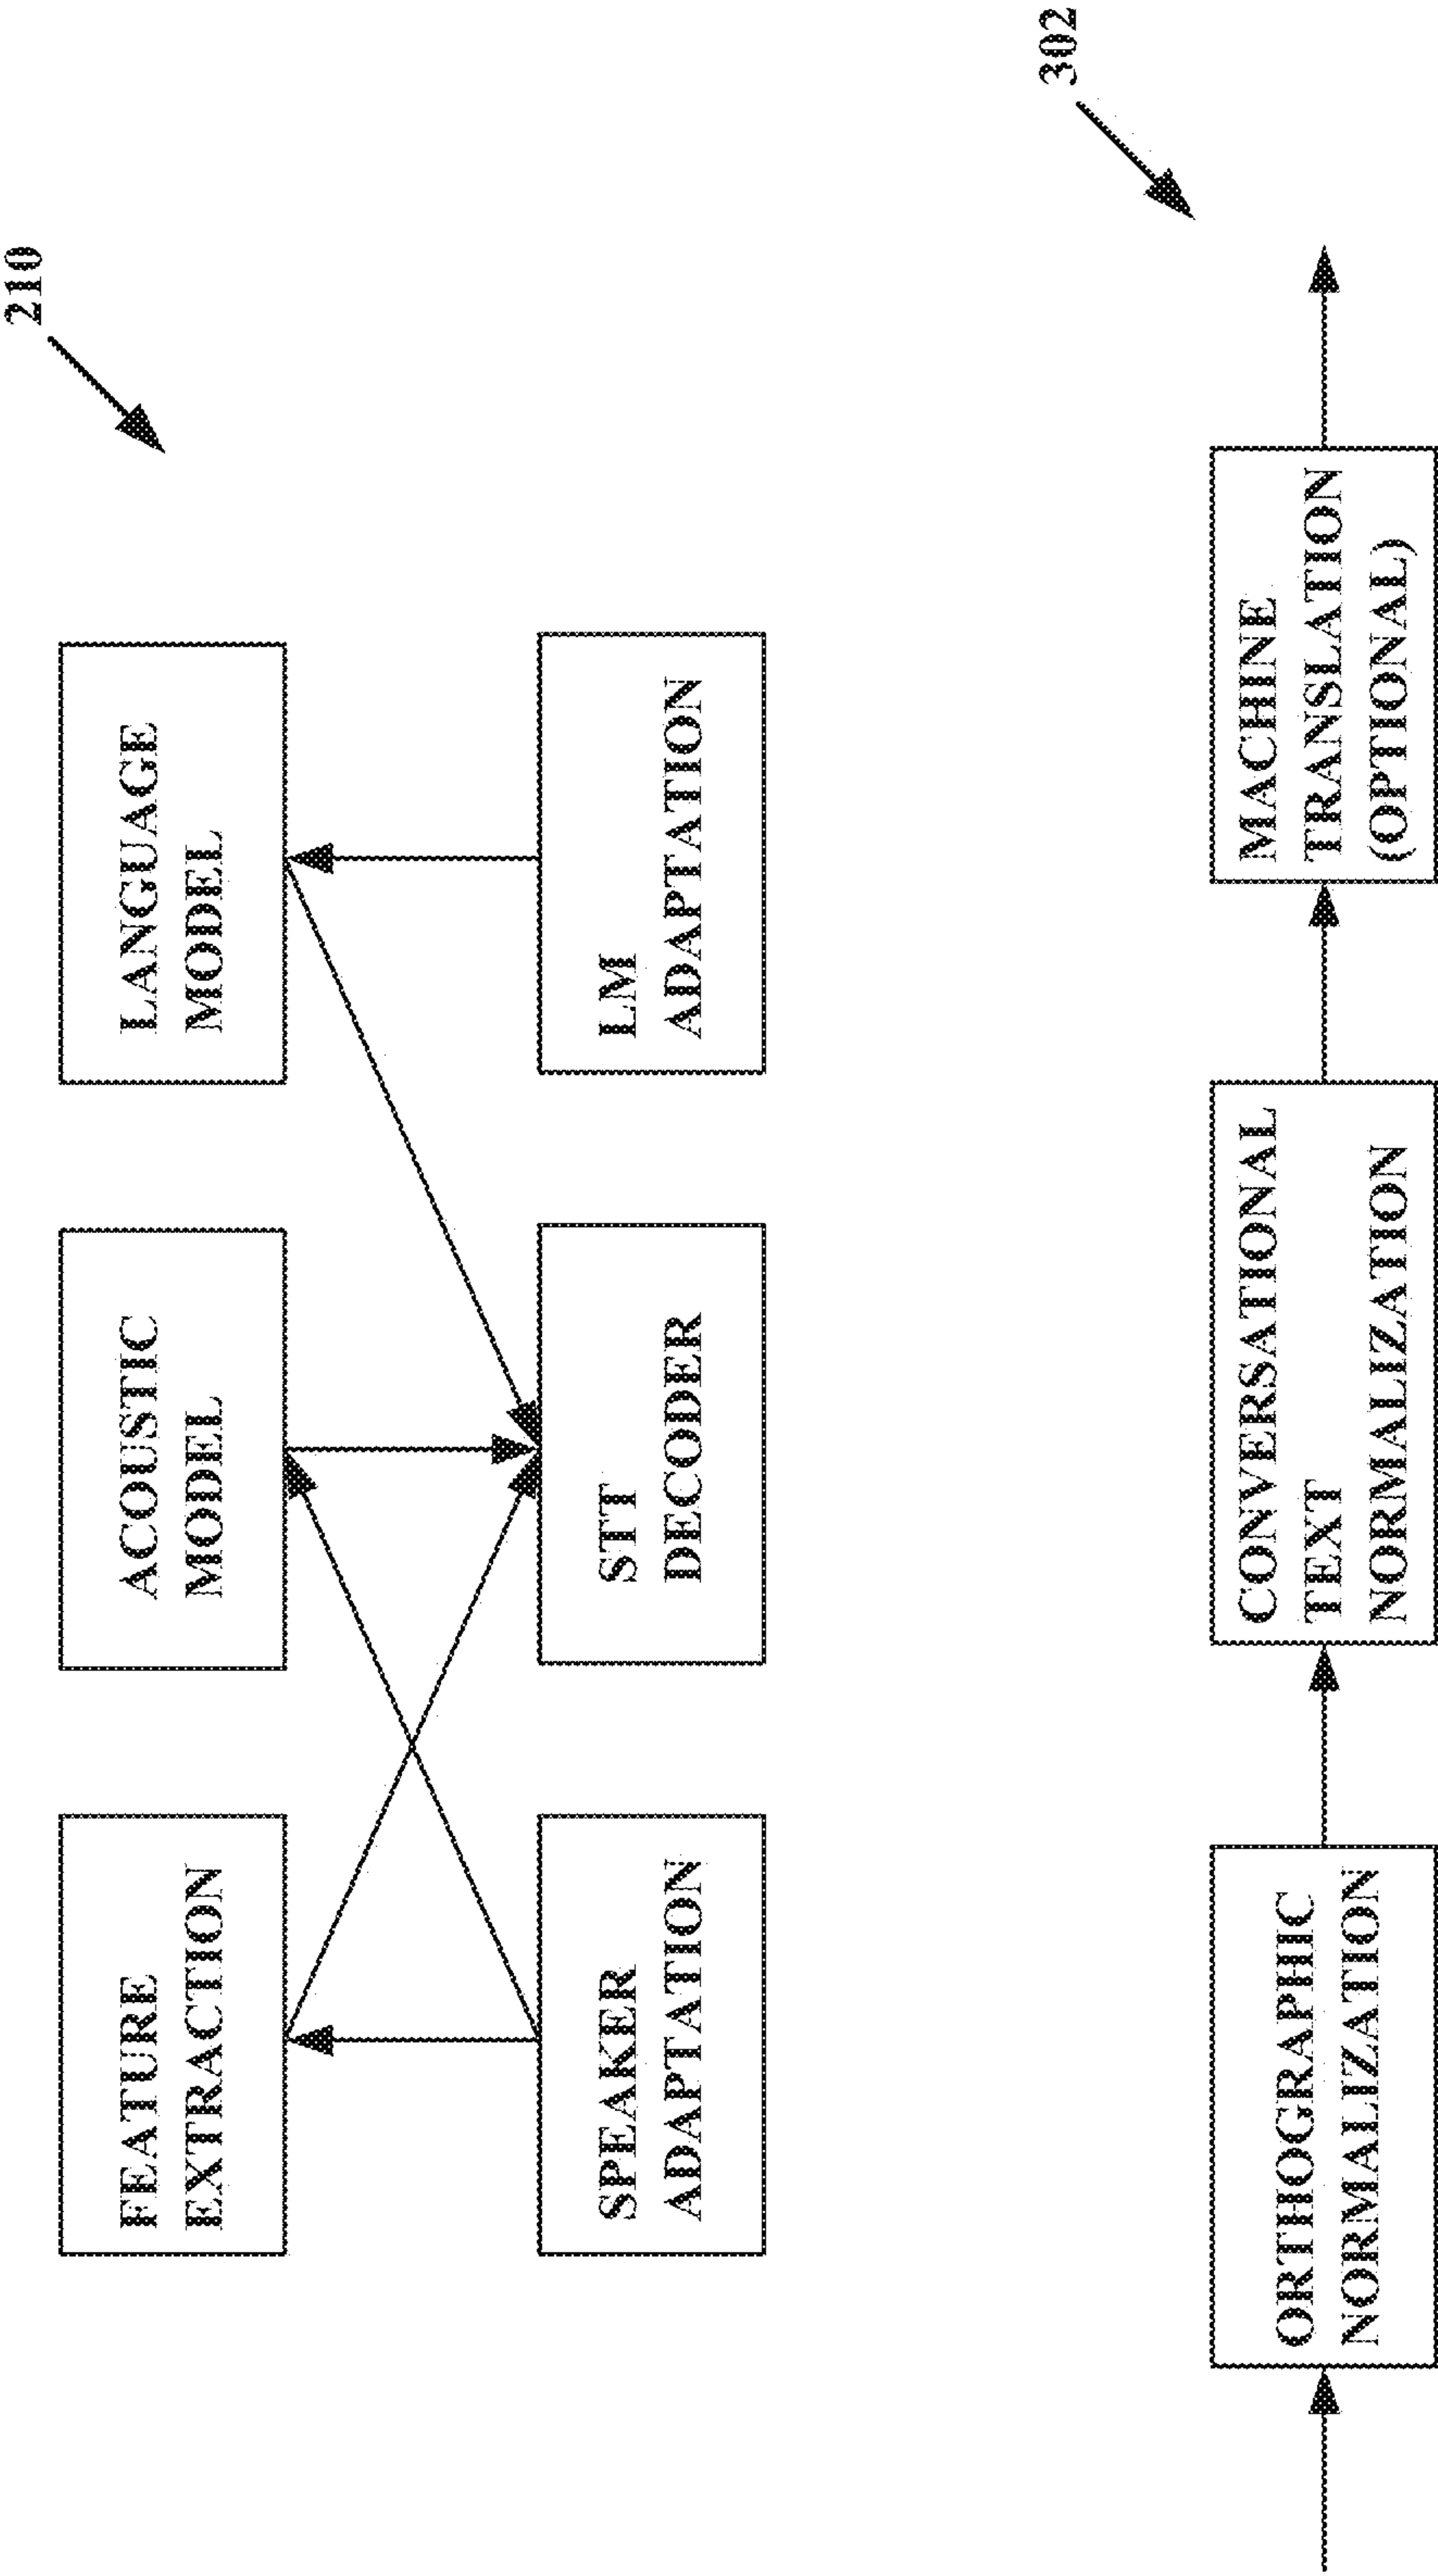 210
FEATURE
EXTRACTION
ACOUSTIC
MODEL
LANGUAGE
MODEL
SPEAKER
ADAPTATION
STT
DECODER
LM
ADAPTATION
302
ORTHOGRAPHIC
NORMALIZATION
CONVERSATIONAL
TEXT
NORMALIZATION
MACHINE
TRANSLATION
(OPTIONAL)